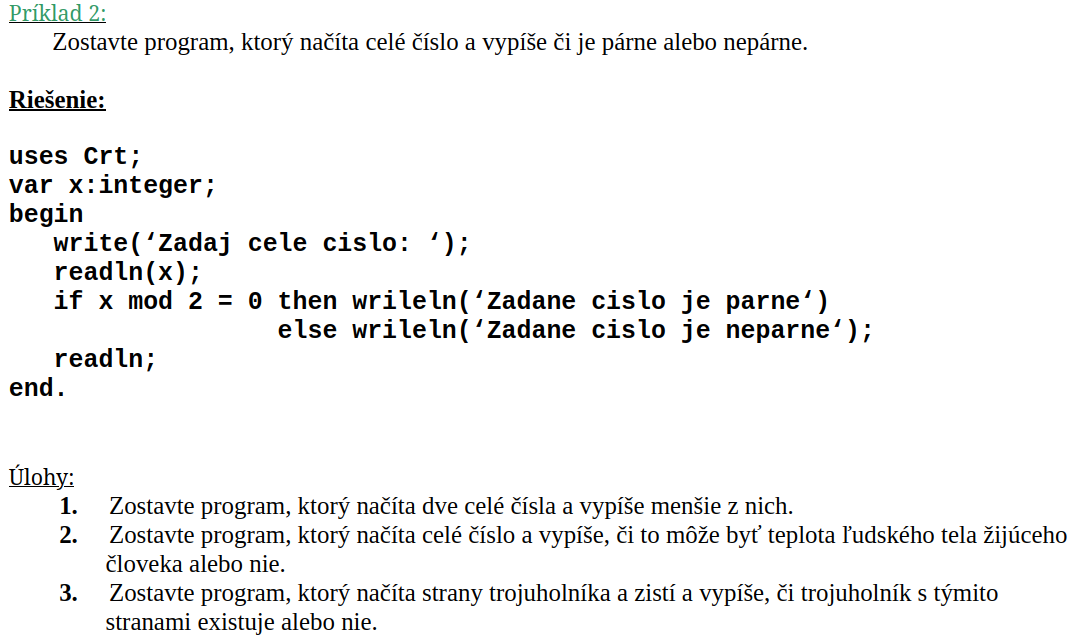 Príklad 2:
Zostavte program, ktorý načíta celé číslo a vypíše či je párne alebo nepárne.
Riešenie:
uses Crt;
var x:integer;
begin
write(‘Zadaj cele cislo: ‘);
readln(x);
if x mod 2 = 0 then wrileln(‘Zadane cislo je parne‘)
else wrileln(‘Zadane cislo je neparne‘);
readln;
end.
Úlohy:
1. Zostavte program, ktorý načíta dve celé čísla a vypíše menšie z nich.
2. Zostavte program, ktorý načíta celé číslo a vypíše, či to môže byť teplota ľudského tela žijúceho
človeka alebo nie.
3. Zostavte program, ktorý načíta strany trojuholníka a zistí a vypíše, či trojuholník s týmito
stranami existuje alebo nie.